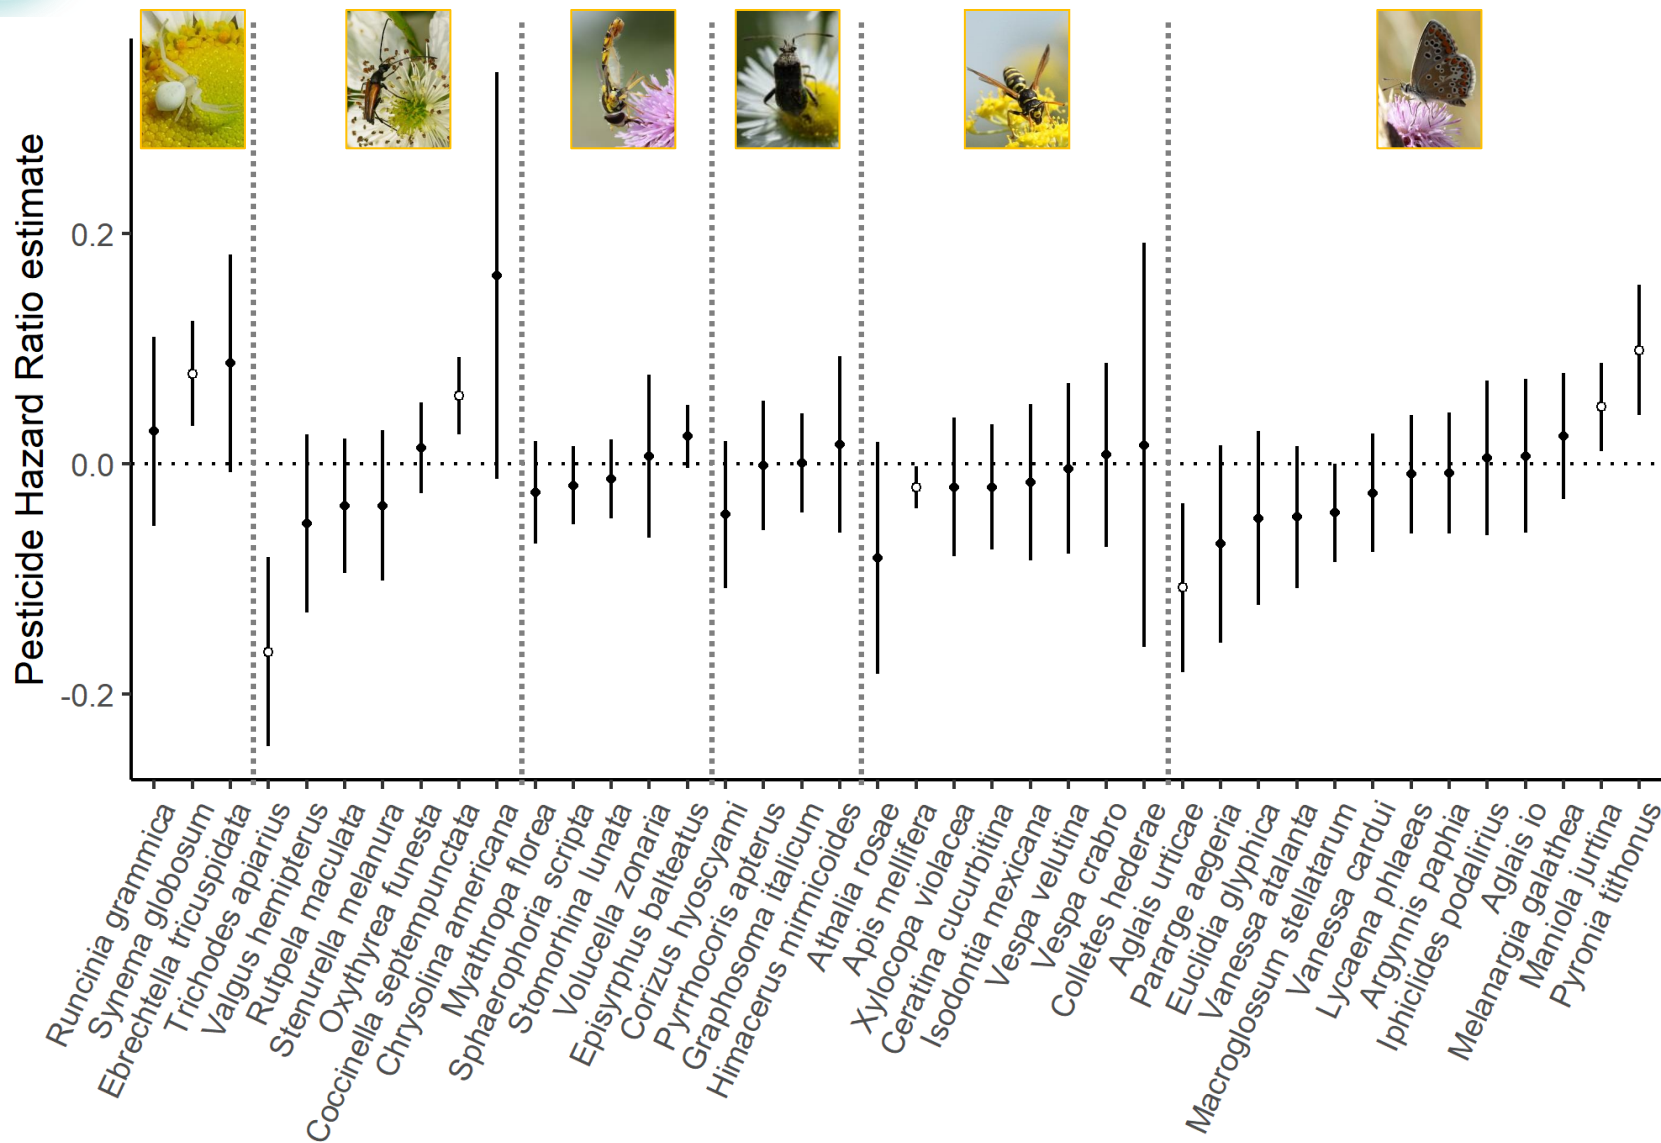 Pesticide Hazard Ratio estimate
0.2
0.0
-0.2
Runcinia grammica
Synema globosum
Ebrechtella tricuspidata
Trichodes apiarius
Valgus hemipterus
Rutpela maculata
Stenurella melanura
Oxythyrea funesta
Coccinella septempunctata
Chrysolina americana
Myathropa florea
Sphaerophoria scripta
Stomorhina lunata
Volucella zonaria
Episyrphus balteatus
Corizus hyoscyami
Pyrrhocoris apterus
Graphosoma italicum
Himacerus mirmicoides
Athalia rosae
Apis mellifera
Xylocopa violacea
Ceratina cucurbitina
Isodontia mexicana
Vespa velutina
Vespa crabro
Colletes hederae
Aglais urticae
Pararge aegeria
Euclidia glyphica
Vanessa atalanta
Macroglossum stellatarum
Vanessa cardui
Lycaena phlaeas
Argynnis paphia
Iphiclides podalirius
Aglais io
Melanargia galathea
Maniola jurtina
Pyronia tithonus